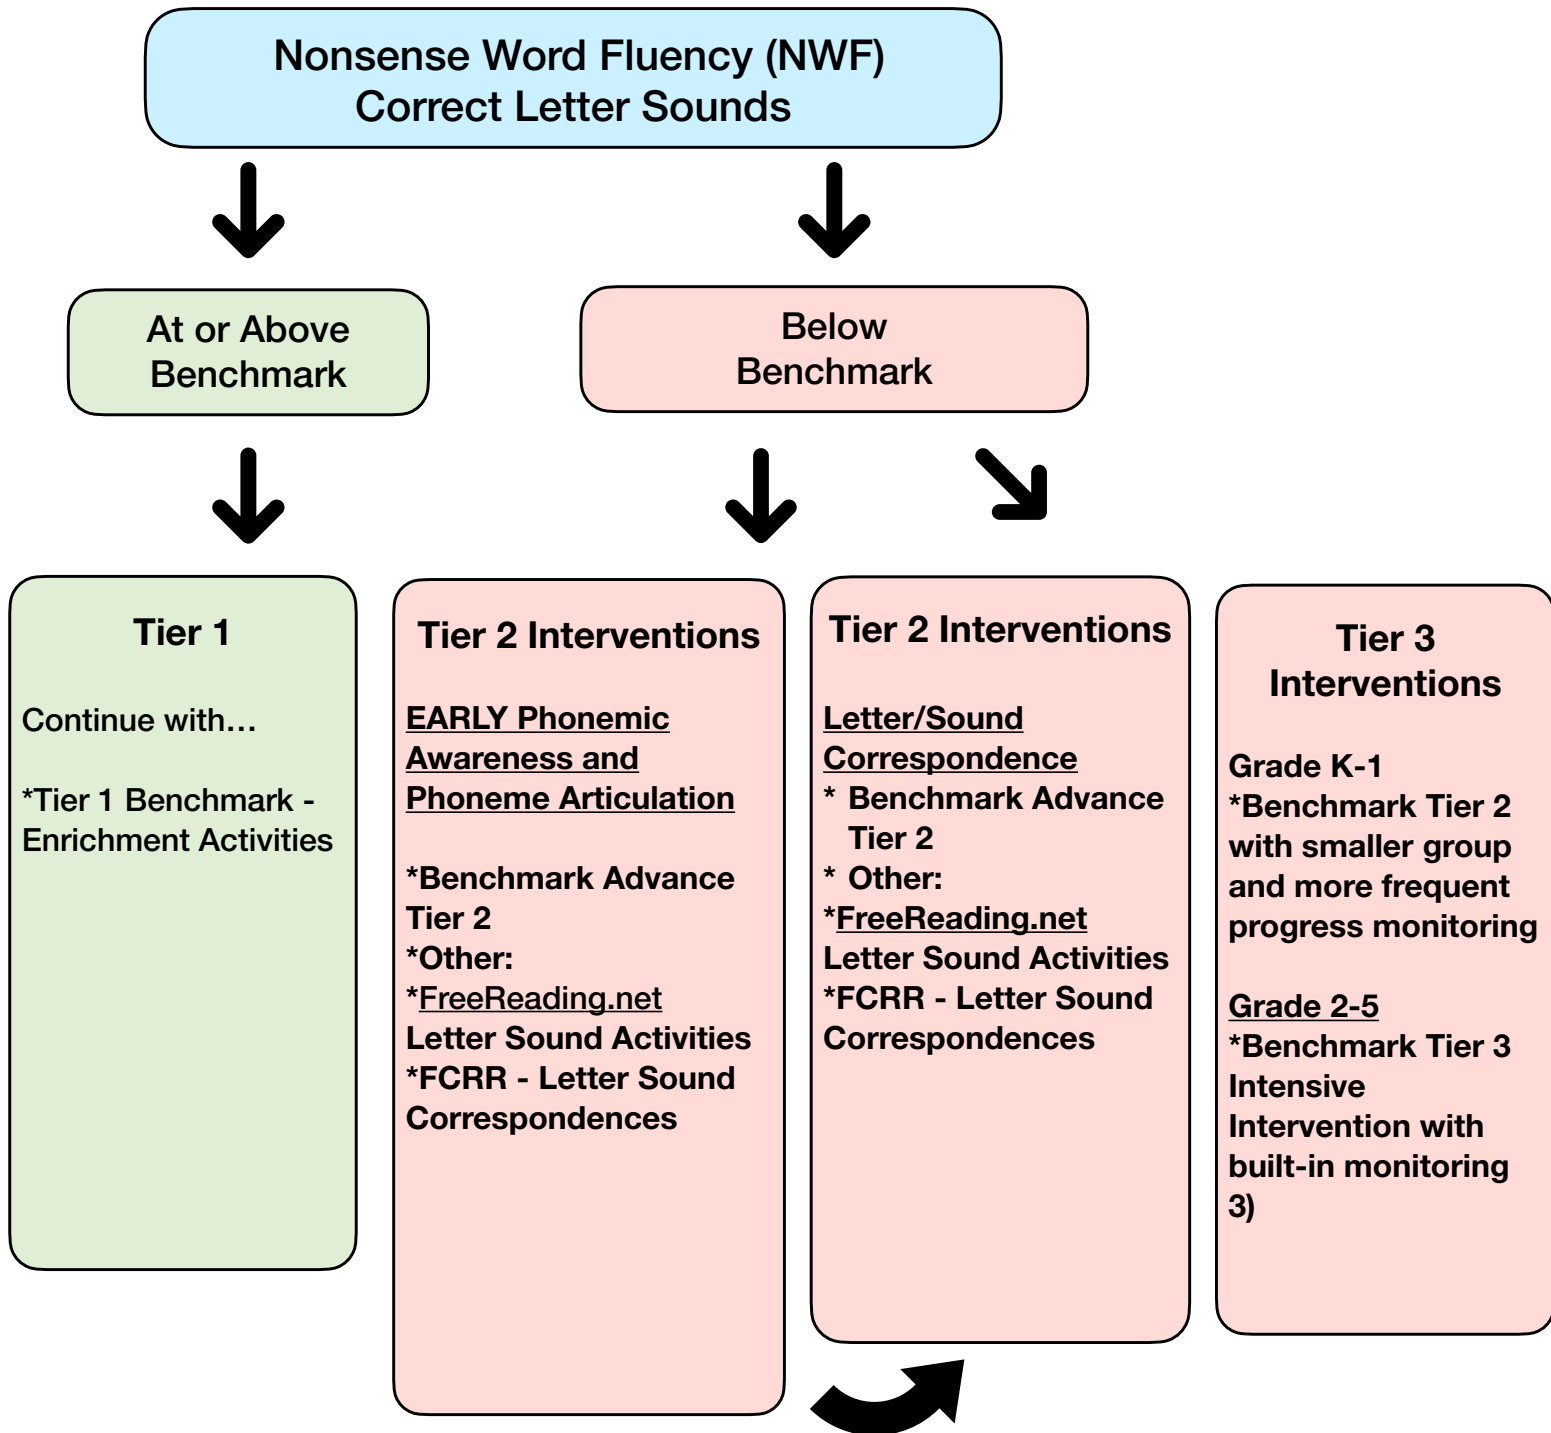 Nonsense Word Fluency (NWF)
Correct Letter Sounds
At or Above
Benchmark
Below
Benchmark
Tier 1
Continue with…
*Tier 1 Benchmark -
Enrichment Activities
Tier 2 Interventions
EARLY Phonemic
Awareness and
Phoneme Articulation
*Benchmark Advance
Tier 2
*Other:
*FreeReading.net
Letter Sound Activities
*FCRR - Letter Sound
Correspondences
Tier 2 Interventions
Letter/Sound
Correspondence
* Benchmark Advance
Tier 2
* Other:
*FreeReading.net
Letter Sound Activities
*FCRR - Letter Sound
Correspondences
Tier 3
Interventions
Grade K-1
*Benchmark Tier 2
with smaller group
and more frequent
progress monitoring
Grade 2-5
*Benchmark Tier 3
Intensive
Intervention with
built-in monitoring
3)